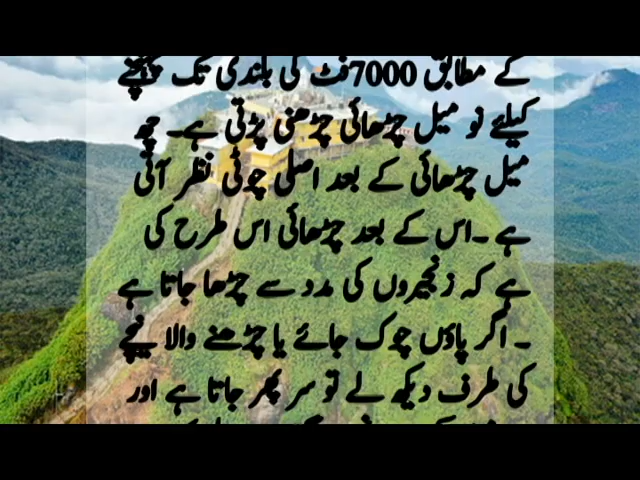 کے مطابق 7000فٹ کی بلندی تک پہنچنے
کیلئے نو میل چڑھائی چڑھنی پڑتی ہے۔ چھ
میل چڑھائی کے بعد اصلی چوٹی نظر آتی
ہے ۔اس کے بعد چڑھائی اس طرح کی
ہے کہ زنجیروں کی مدد سے چڑھا جاتا ہے
۔ اگر پاؤں چوک جائے یا چڑھنے والا نیچے
کی طرف دیکھ لے تو سر پھر جاتا ہے اور